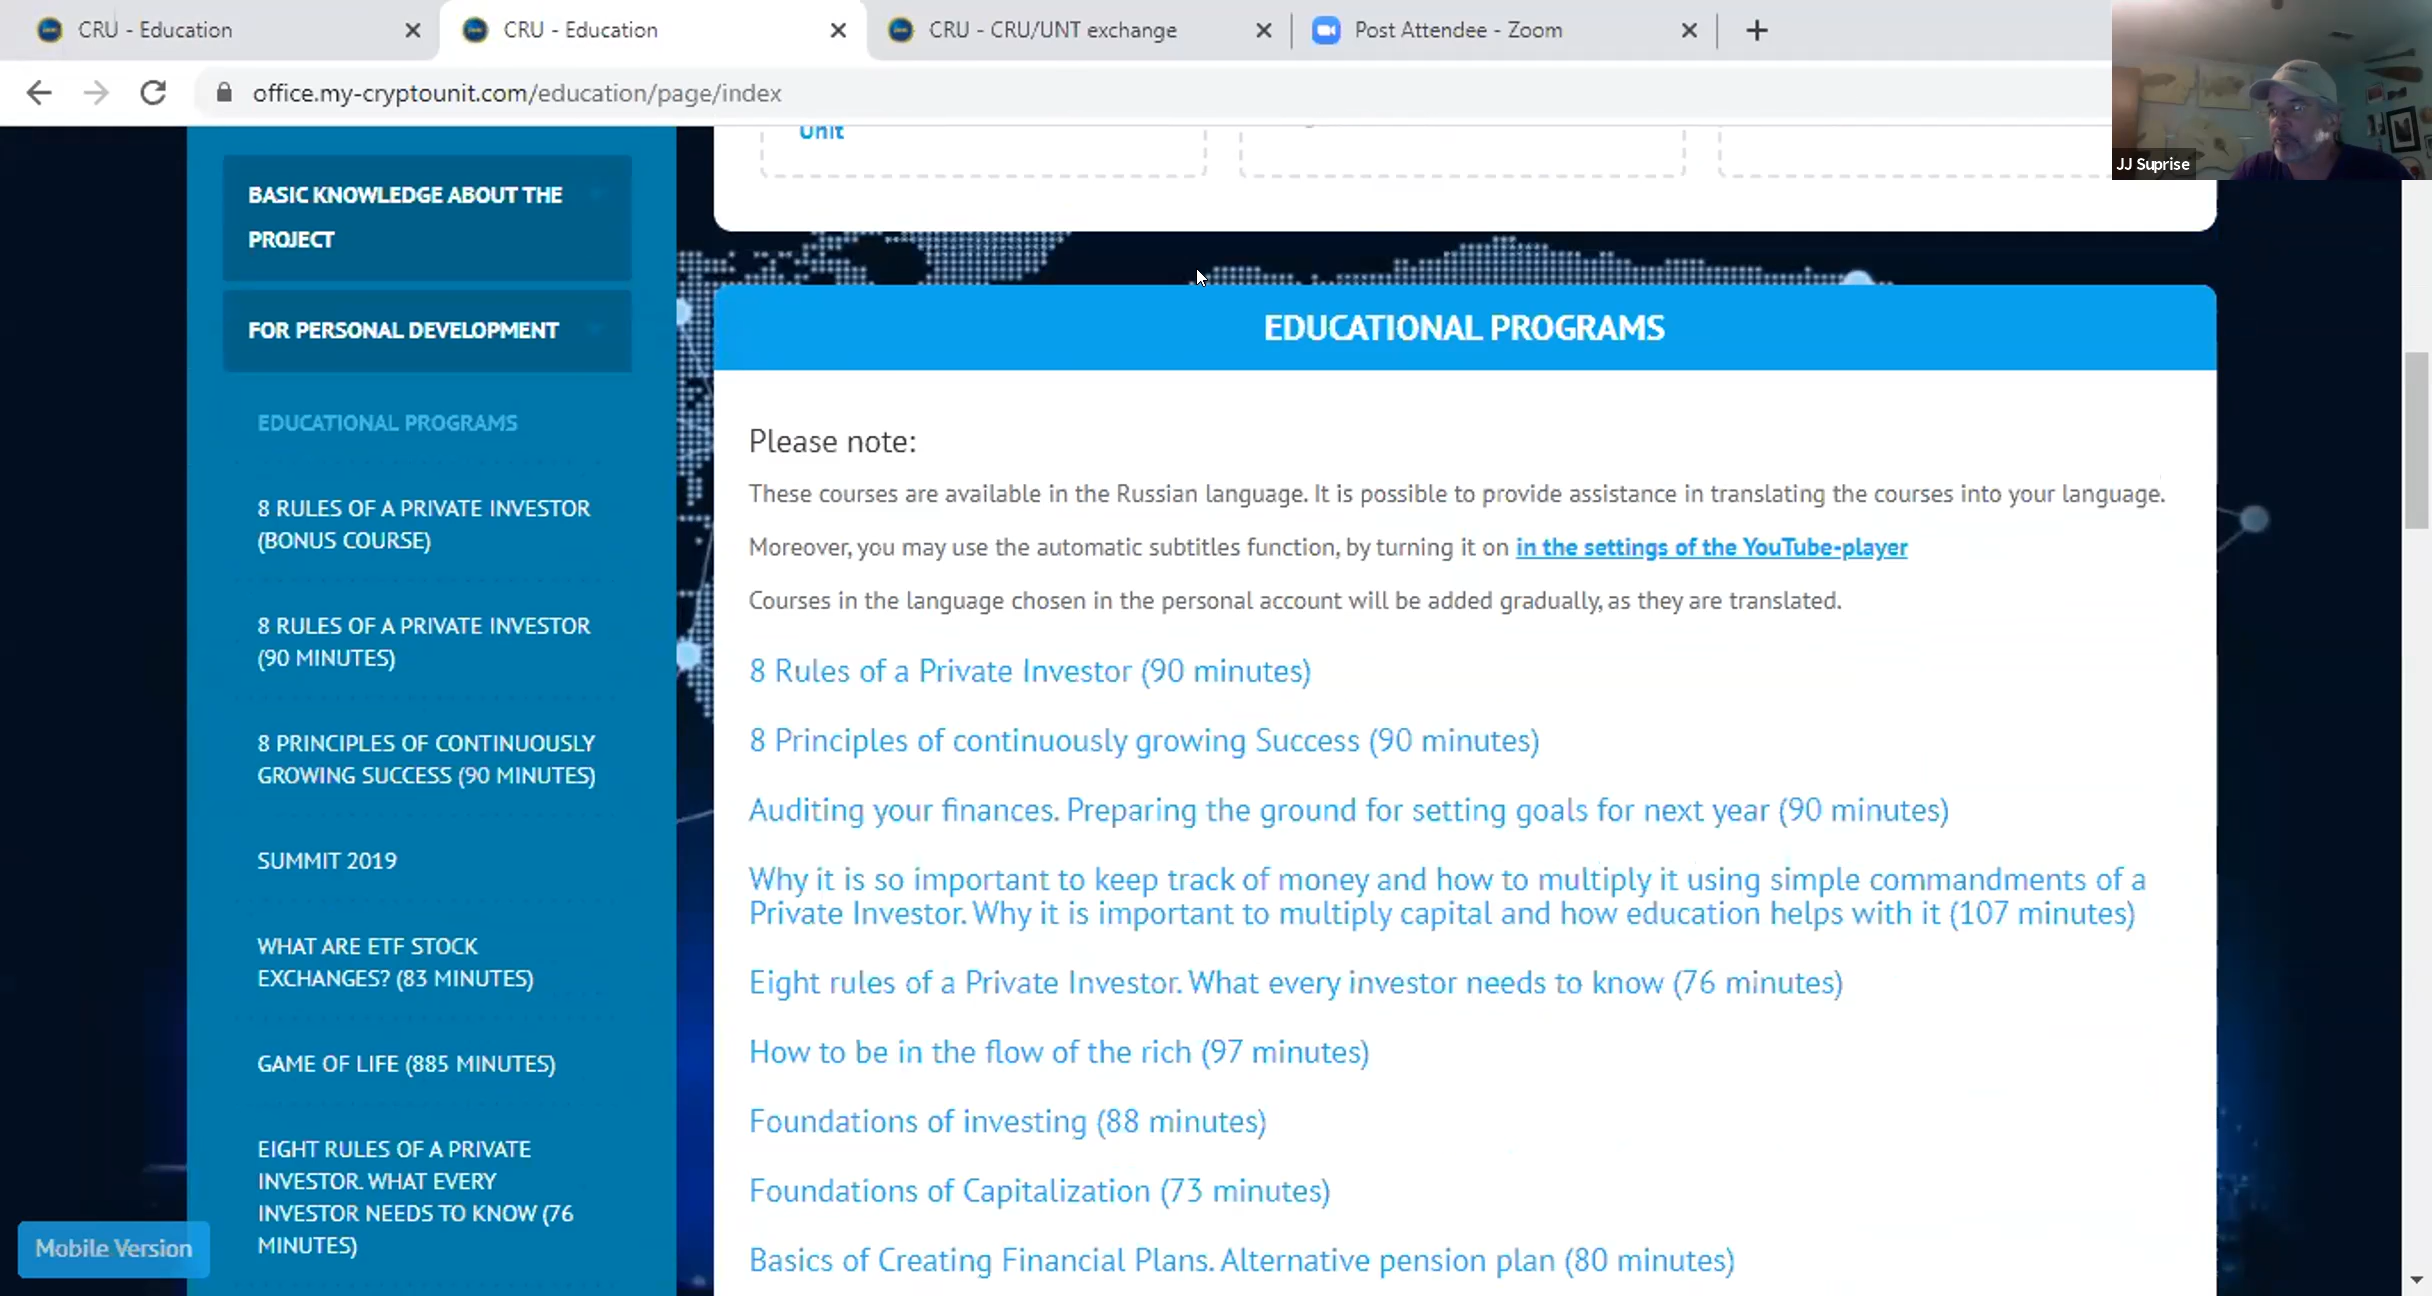 CRU - Education
CRU - Education
CRU - CRU/UNT exchange
Post Attendee - Zoom
office.my-cryptounit.com/education/page/index
JJ Suprise
Unit
BASIC KNOWLEDGE ABOUT THE
PROJECT
FOR PERSONAL DEVELOPMENT
EDUCATIONAL PROGRAMS
8 RULES OF A PRIVATE INVESTOR
(BONUS COURSE)
8 RULES OF A PRIVATE INVESTOR
(90 MINUTES)
8 PRINCIPLES OF CONTINUOUSLY
GROWING SUCCESS (90 MINUTES)
SUMMIT 2019
WHAT ARE ETF STOCK
EXCHANGES? (83 MINUTES)
GAME OF LIFE (885 MINUTES)
EIGHT RULES OF A PRIVATE
INVESTOR. WHAT EVERY
INVESTOR NEEDS TO KNOW (76
MINUTES)
Mobile Version
EDUCATIONAL PROGRAMS
Please note:
These courses are available in the Russian language. It is possible to provide assistance in translating the courses into your language.
Moreover, you may use the automatic subtitles function, by turning it on in the settings of the YouTube-player
Courses in the language chosen in the personal account will be added gradually, as they are translated.
8 Rules of a Private Investor (90 minutes)
8 Principles of continuously growing Success (90 minutes)
Auditing your finances. Preparing the ground for setting goals for next year (90 minutes)
Why it is so important to keep track of money and how to multiply it using simple commandments of a
Private Investor. Why it is important to multiply capital and how education helps with it (107 minutes)
Eight rules of a Private Investor. What every investor needs to know (76 minutes)
How to be in the flow of the rich (97 minutes)
Foundations of investing (88 minutes)
Foundations of Capitalization (73 minutes)
Basics of Creating Financial Plans. Alternative pension plan (80 minutes)